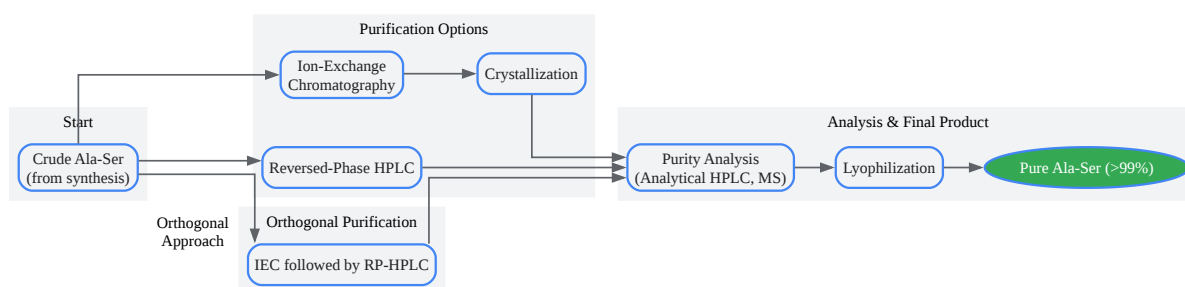 Purification Options
Ion-Exchange
Chromatography
Crystallization
Start
Crude Ala-Ser
(from synthesis)
Reversed-Phase HPLC
Analysis & Final Product
Purity Analysis
(Analytical HPLC, MS)
Lyophilization
Pure Ala-Ser (>99%)
Orthogonal
Approach
Orthogonal Purification
IEC followed by RP-HPLC